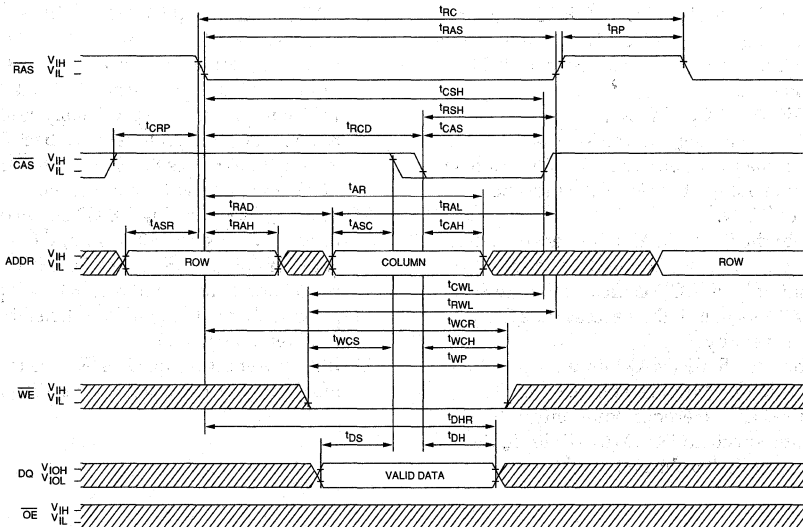 tRC
tRAS
tRP
RAS VIH
VIL
tCSH
tRSH
tCRP
tRCD
tCAS
CAS VIH
VIL
tAR
tRAD
tRAL
tASR
tRAH
tASC
tCAH
ADDR VIH
VIL
ROW
COLUMN
ROW
tCWL
tRWL
tWCR
tWCS
tWCH
tWP
WE VIH
VIL
tDHR
tDS
tDH
DQ VIOH
VIOL
VALID DATA
OE VIH
VIL